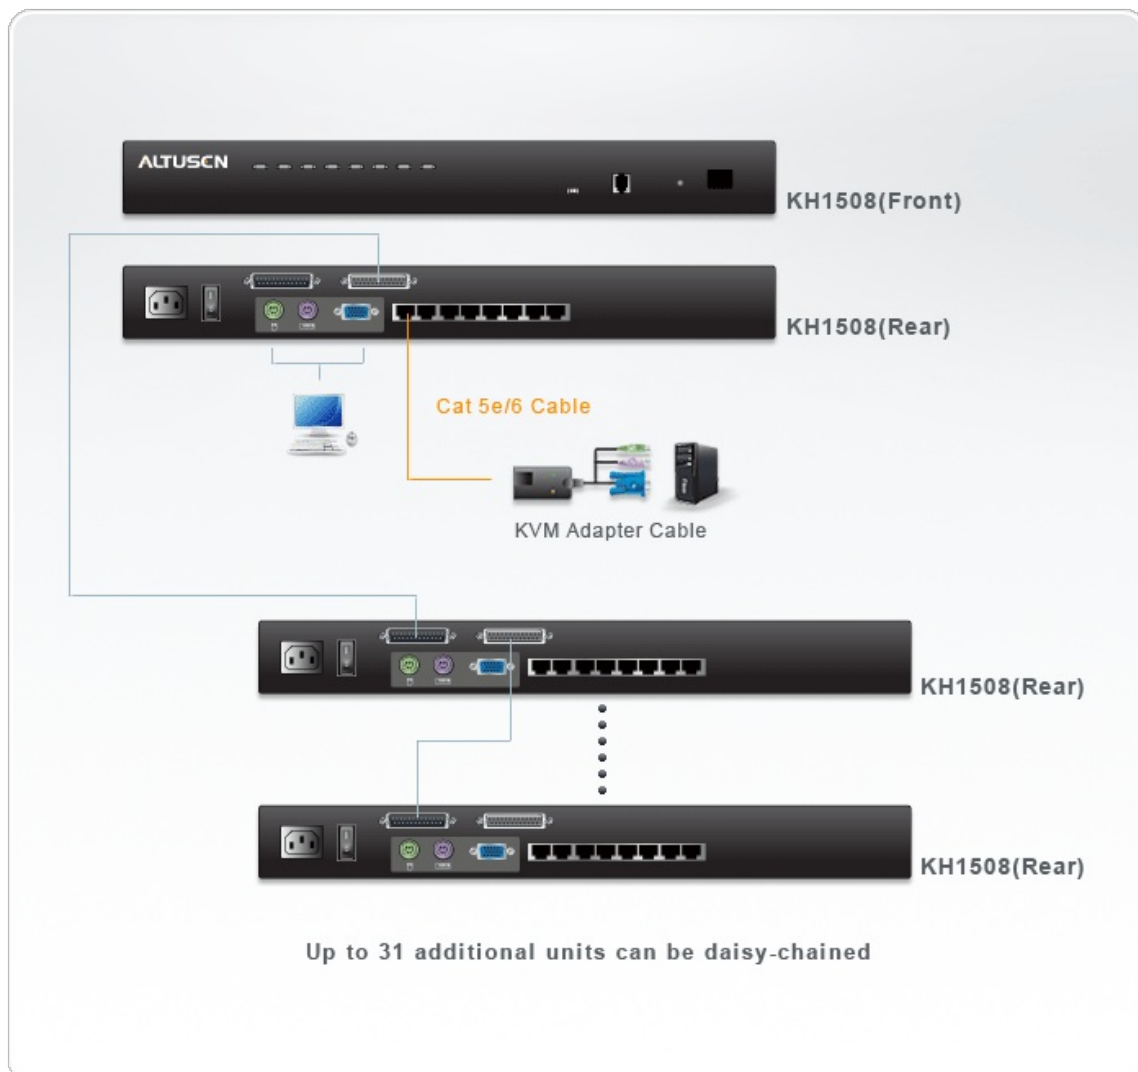 ALTUSCN
KH1508(Front)
KH1508(Rear)
Cat 5e/6 Cable
KVM Adapter Cable
KH1508(Rear)
KH1508(Rear)
Up to 31 additional units can be daisy-chained